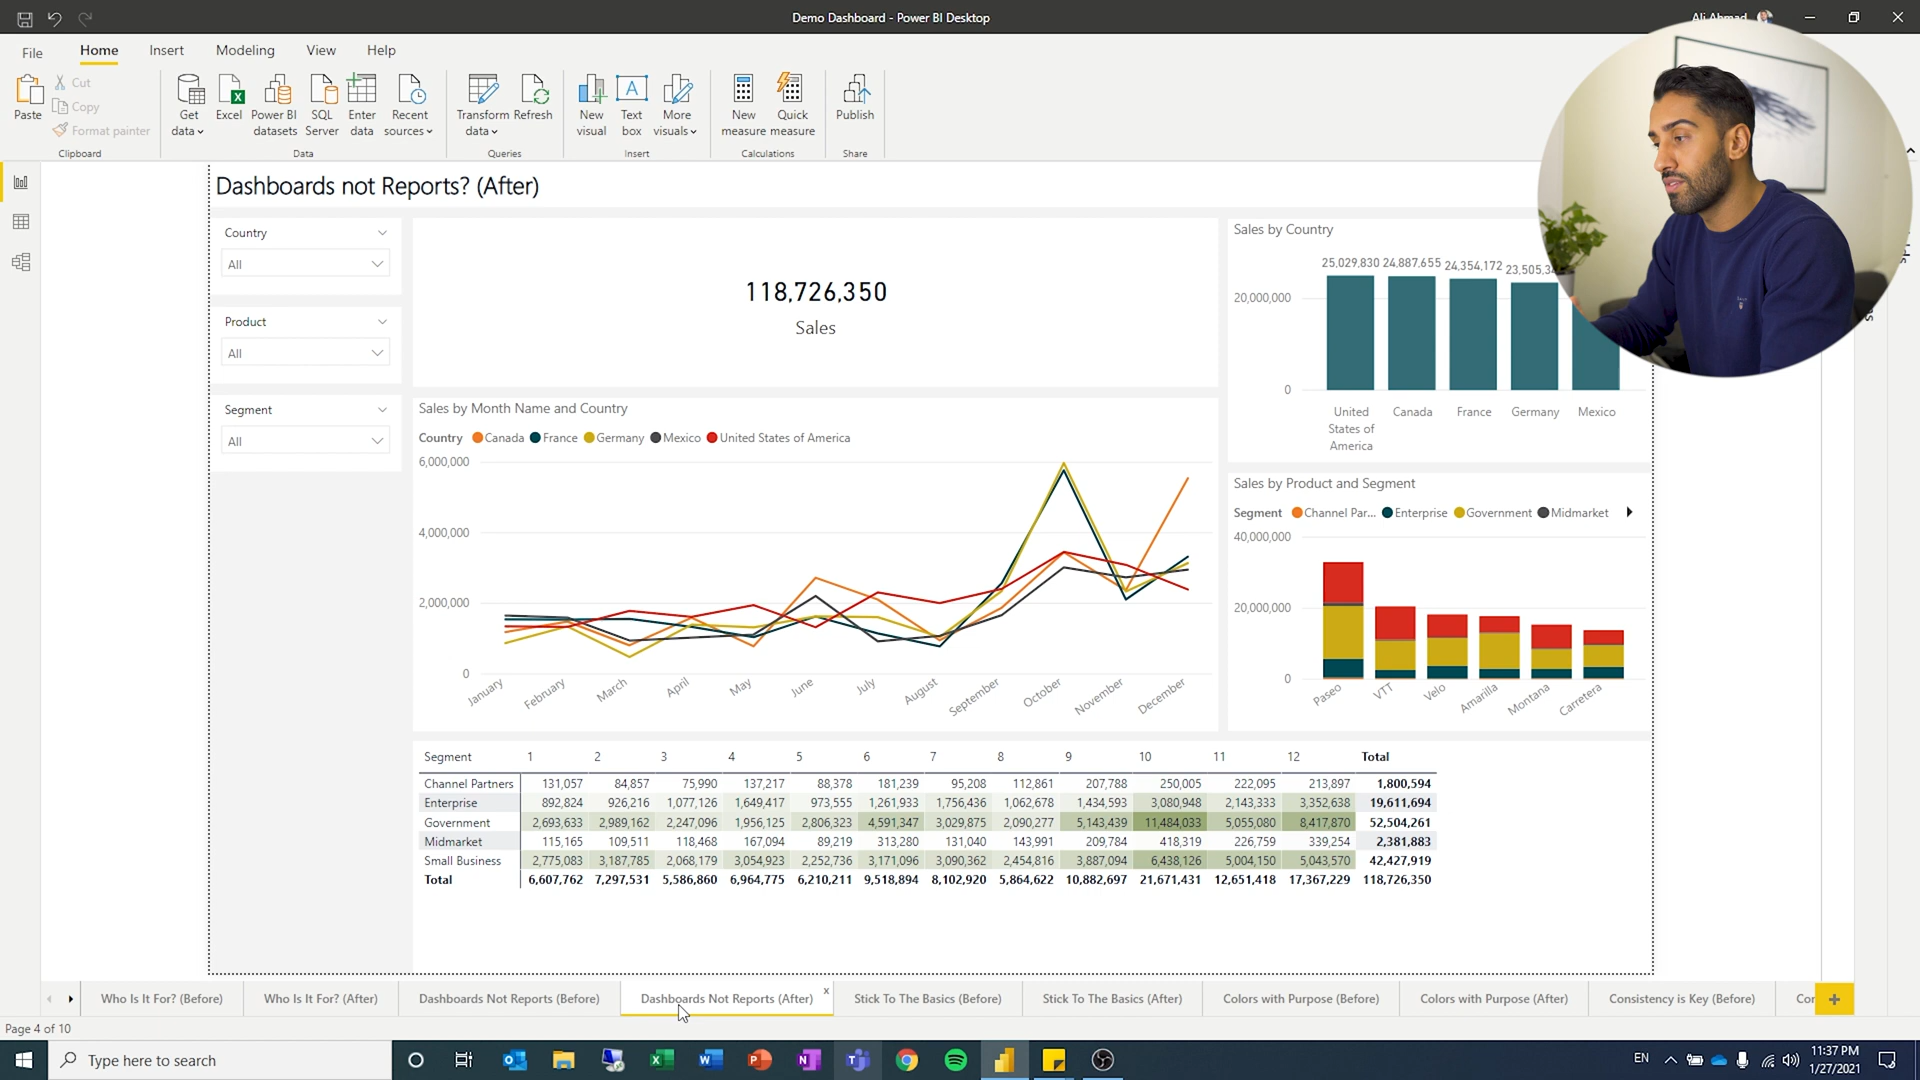 Demo Dashboard - Power BI Desktop
File Home Insert Modeling View Help
Paste
Cut
Copy
Format painter
Clipboard
Get data
Excel
Power BI datasets
SQL Server
Enter data
Recent sources
Data
Transform data
Refresh
Queries
New visual
Text box
More visuals
Insert
New measure
Quick measure
Calculations
Publish
Share
Dashboards not Reports? (After)
Country
All
Product
All
Segment
All
118,726,350
Sales
Sales by Country
25,029,830 24,887,655 24,354,172
20,000,000
0
United States of America
Canada
France
Germany
Mexico
Sales by Month Name and Country
Country Canada France Germany Mexico United States of America
6,000,000
4,000,000
2,000,000
0
January February March April May June July August September October November December
Sales by Product and Segment
Segment Channel Par... Enterprise Government Midmarket
40,000,000
20,000,000
0
Paseo VTT Velo Amarilla Montana Carretera
Segment 1 2 3 4 5 6 7 8 9 10 11 12 Total
Channel Partners 131,057 84,857 75,990 137,217 88,378 181,239 95,208 112,861 207,788 250,005 222,095 213,897 1,800,594
Enterprise 892,824 926,216 1,077,126 1,649,417 973,555 1,261,933 1,756,436 1,062,678 1,434,593 3,080,948 2,143,333 3,352,638 19,611,694
Government 2,693,633 2,989,162 2,247,096 1,956,125 2,806,323 4,591,347 3,029,875 2,090,277 5,143,439 11,484,033 5,055,080 8,417,870 52,504,261
Midmarket 115,165 109,511 118,468 167,094 89,219 313,280 131,040 143,991 209,784 418,319 226,759 339,254 2,381,883
Small Business 2,775,083 3,187,785 2,068,179 3,054,923 2,252,736 3,171,096 3,090,362 2,454,816 3,887,094 6,438,126 5,004,150 5,043,570 42,427,919
Total 6,607,762 7,297,531 5,586,860 6,964,775 6,210,211 9,518,894 8,102,920 5,864,622 10,882,697 21,671,431 12,651,418 17,367,229 118,726,350
Who Is It For? (Before) Who Is It For? (After) Dashboards Not Reports (Before) Dashboards Not Reports (After) x Stick To The Basics (Before) Stick To The Basics (After) Colors with Purpose (Before) Colors with Purpose (After) Consistency is Key (Before)
Page 4 of 10
Type here to search
EN
11:37 PM
1/27/2021